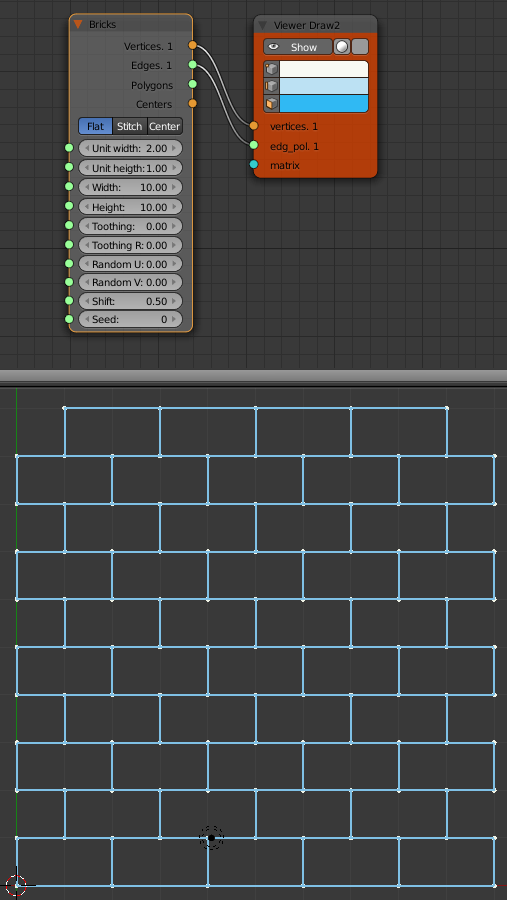 Bricks
Vertices. 1
Edges. 1
Polygons
Centers
Flat Stitch Center
Unit width: 2.00
Unit heigth: 1.00
Width: 10.00
Height: 10.00
Toothing: 0.00
Toothing R: 0.00
Random U: 0.00
Random V: 0.00
Shift: 0.50
Seed: 0
Viewer Draw2
Show
vertices. 1
edg_pol. 1
matrix